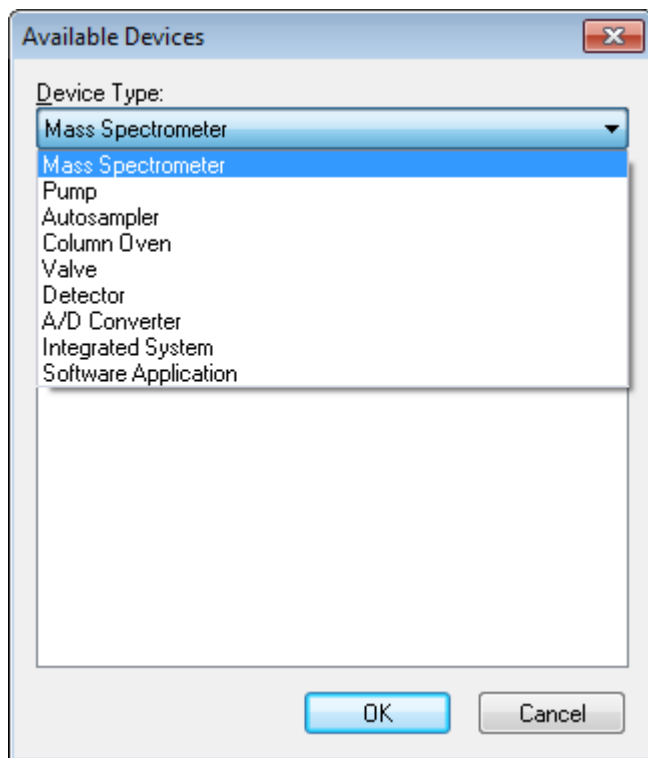 Available Devices
Device Type:
Mass Spectrometer
Mass Spectrometer
Pump
Autosampler
Column Oven
Valve
Detector
A/D Converter
Integrated System
Software Application
OK
Cancel